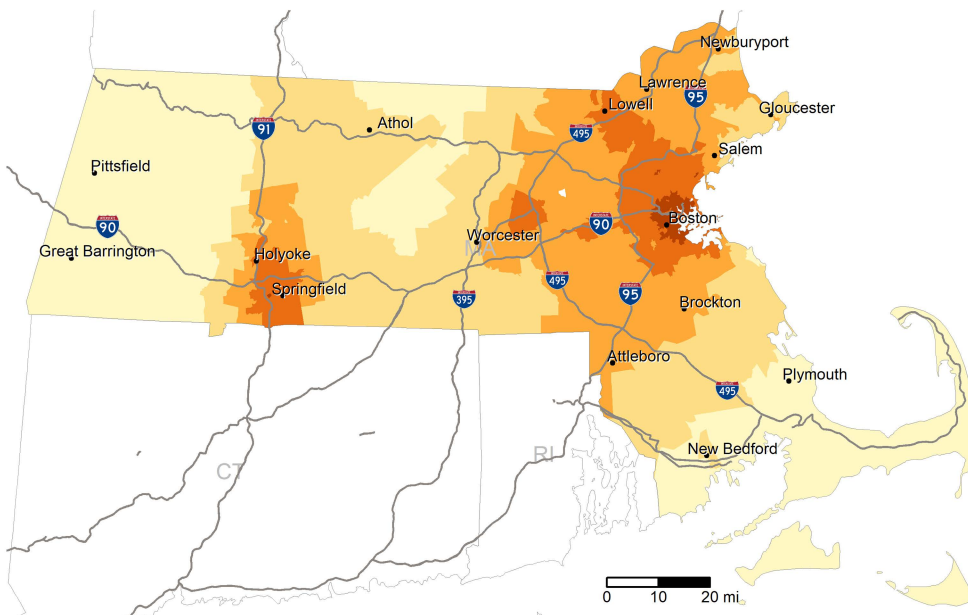 Newburyport
Lawrence
95
Lowell
Gloucester
91
Athol
495
Salem
Pittsfield
90
Boston
90
Worcester
MA
Great Barrington
Holyoke
495
Springfield
395
95
Brockton
Attleboro
Plymouth
495
New Bedford
RI
CT
0 10 20 mi